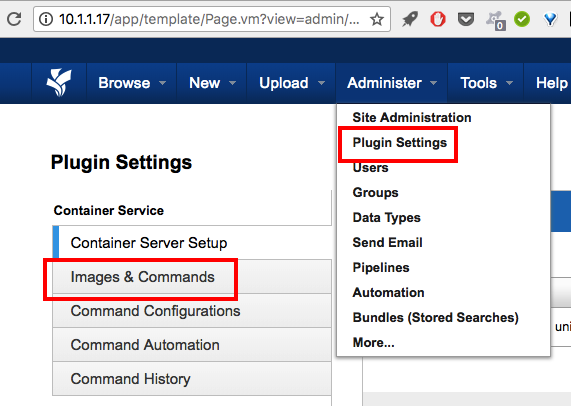 10.1.1.17/app/template/Page.vm?view=admin/...
0
Browse New Upload Administer Tools Help
Site Administration
Plugin Settings
Users
Groups
Data Types
Send Email
Pipelines
Automation
Bundles (Stored Searches)
More...
Plugin Settings
Container Service
Container Server Setup
Images & Commands
Command Configurations
Command Automation
Command History
uni